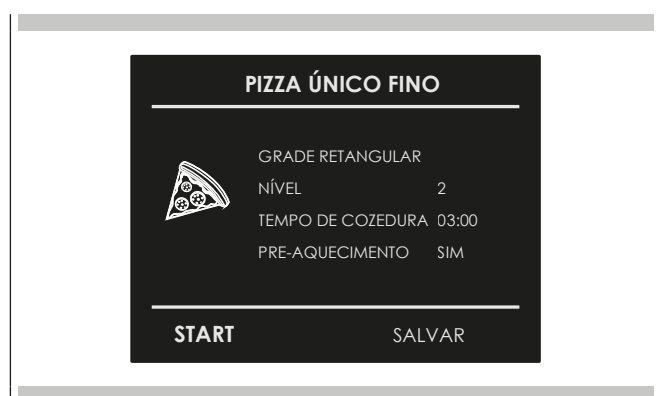 PIZZA ÚNICO FINO
GRADE RETANGULAR
NÍVEL 2
TEMPO DE COZEDURA 03:00
PRE-AQUECIMENTO SIM
START SALVAR